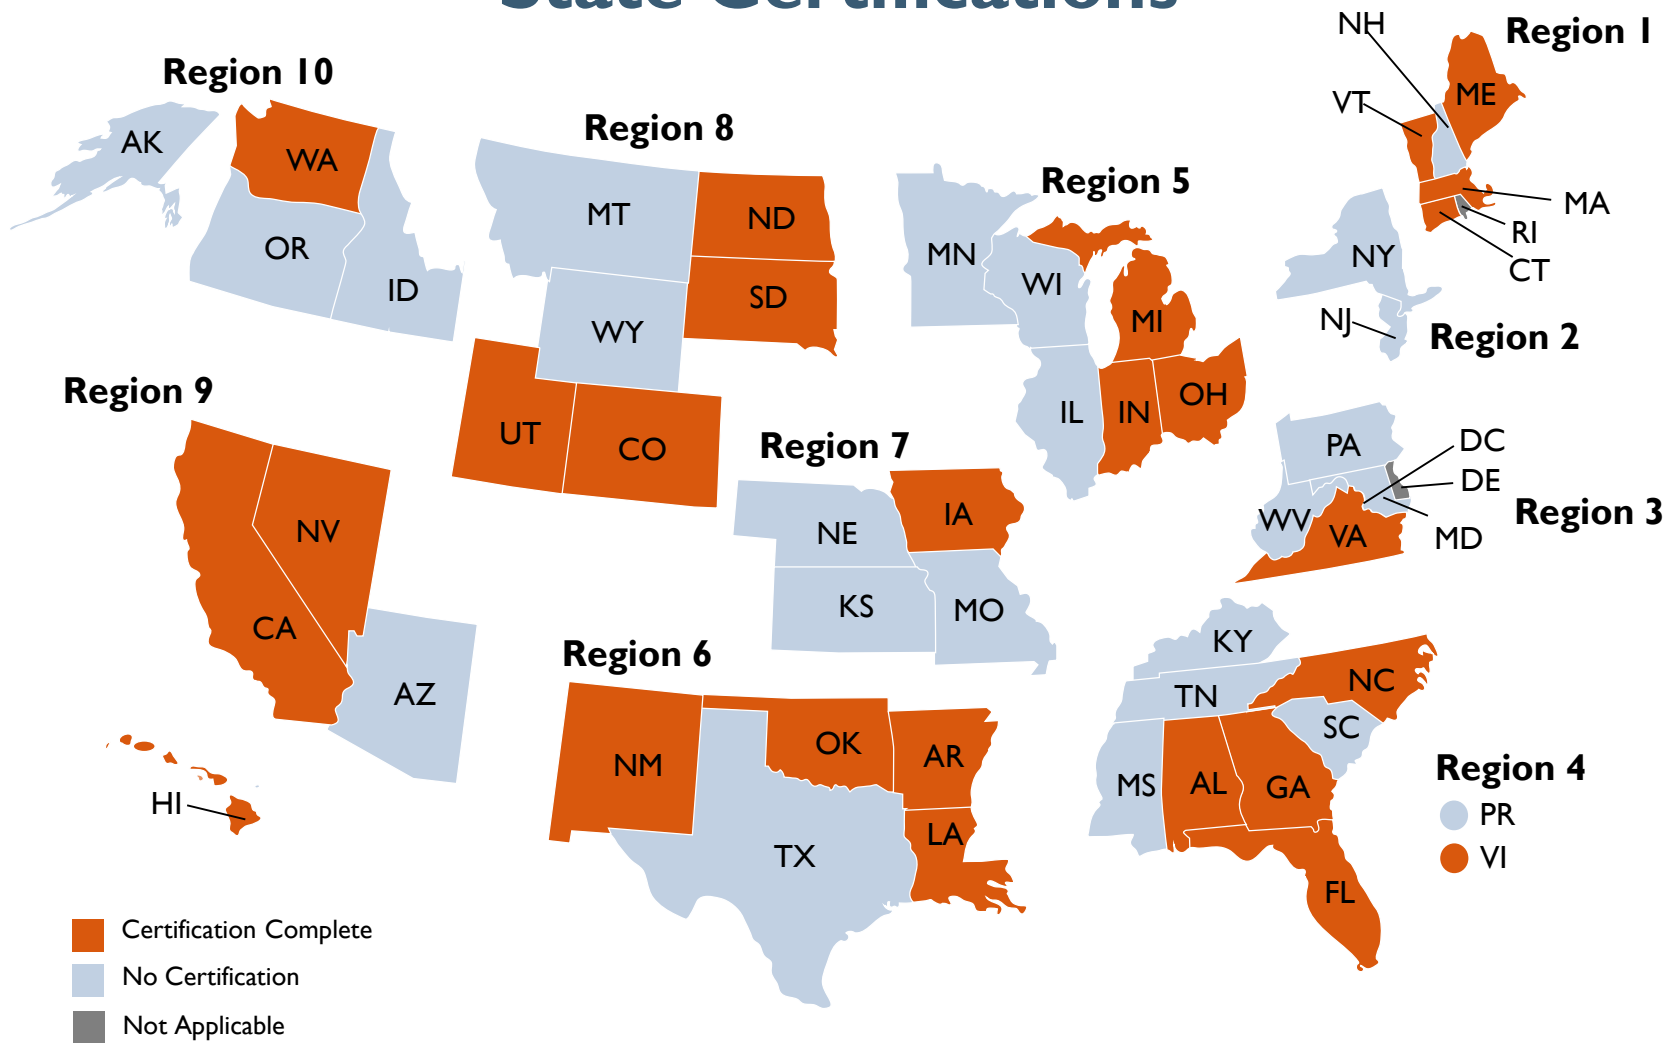 State Certifications
Region 1
NH
ME
VT
MA
RI
CT
Region 10
AK
WA
OR
ID
Region 8
MT
ND
SD
WY
UT
CO
Region 5
MN
WI
MI
IL
IN
OH
NY
NJ
Region 2
Region 9
NV
CA
AZ
HI
Region 7
NE
IA
KS
MO
PA
DC
DE
MD
WV
VA
Region 3
Region 6
NM
OK
AR
TX
LA
KY
TN
NC
SC
MS
AL
GA
FL
Region 4
PR
VI
Certification Complete
No Certification
Not Applicable